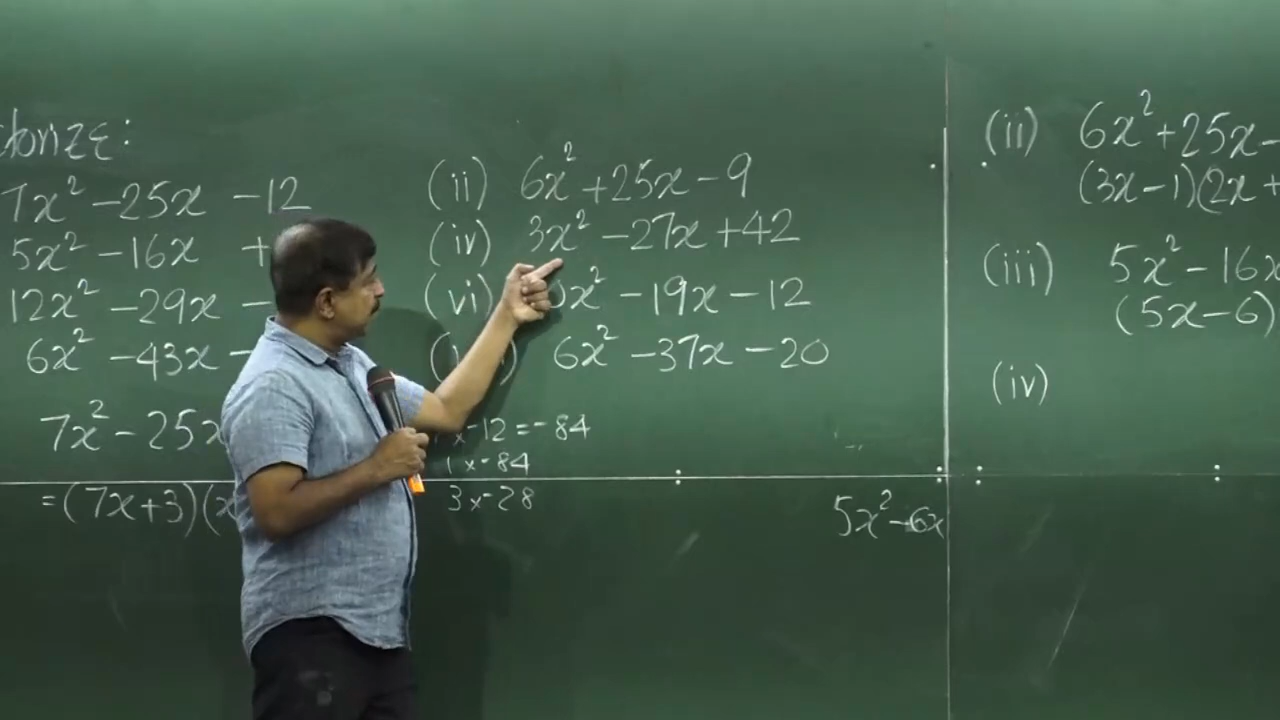 7x² -25x -12
5x² -16x +
12x² -29x -
6x² -43x -
7x² - 25x
=(7x+3)(x
(ii) 6x² +25x -9
(iv) 3x² -27x +42
(vi) x² -19x -12
6x² -37x -20
x -12 = -84
1 x -84
3 x -28
5x² -6x
(ii) 6x² +25x -
(3x-1)(2x +
(iii) 5x² - 16x
(5x-6)
(iv)